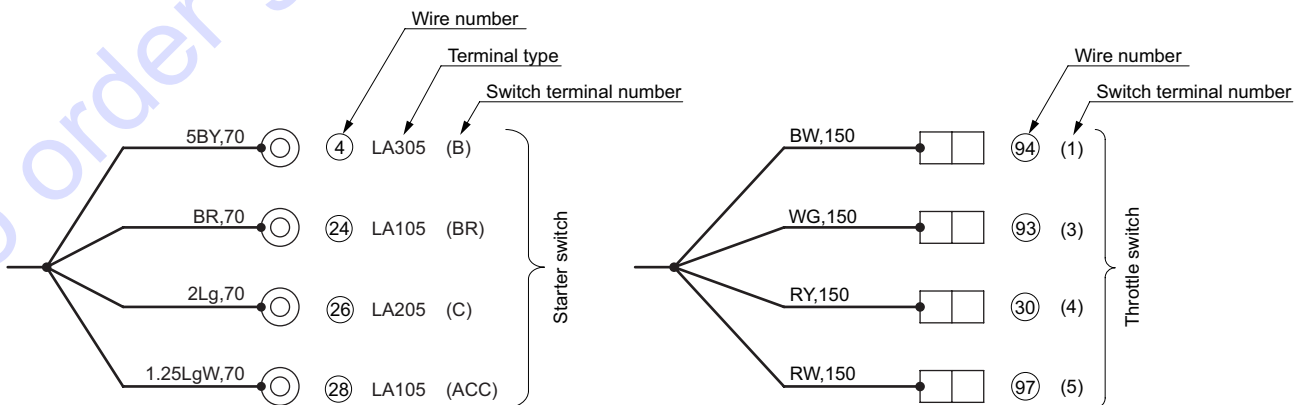 Wire number
Terminal type
Switch terminal number
5BY,70 4 LA305 (B)
BR,70 24 LA105 (BR)
2Lg,70 26 LA205 (C)
1.25LgW,70 28 LA105 (ACC)
Starter switch
Wire number
Switch terminal number
BW,150 94 (1)
WG,150 93 (3)
RY,150 30 (4)
RW,150 97 (5)
Throttle switch
order